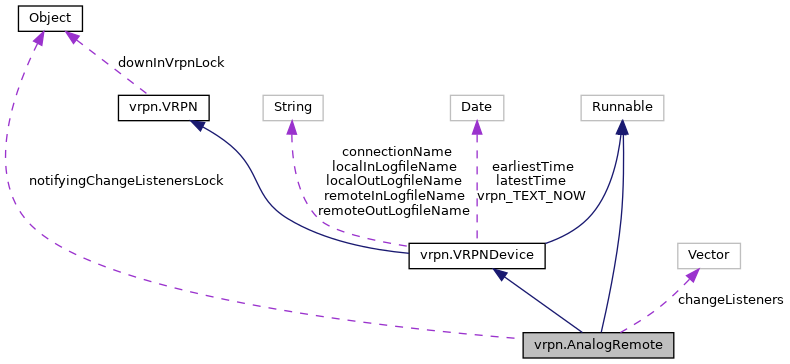 Object
downInVrpnLock
vrpn.VRPN
String
Date
Runnable
connectionName
localInLogfileName
localOutLogfileName
remoteInLogfileName
remoteOutLogfileName
earliestTime
latestTime
vrpn_TEXT_NOW
notifyingChangeListenersLock
vrpn.VRPNDevice
Vector
changeListeners
vrpn.AnalogRemote